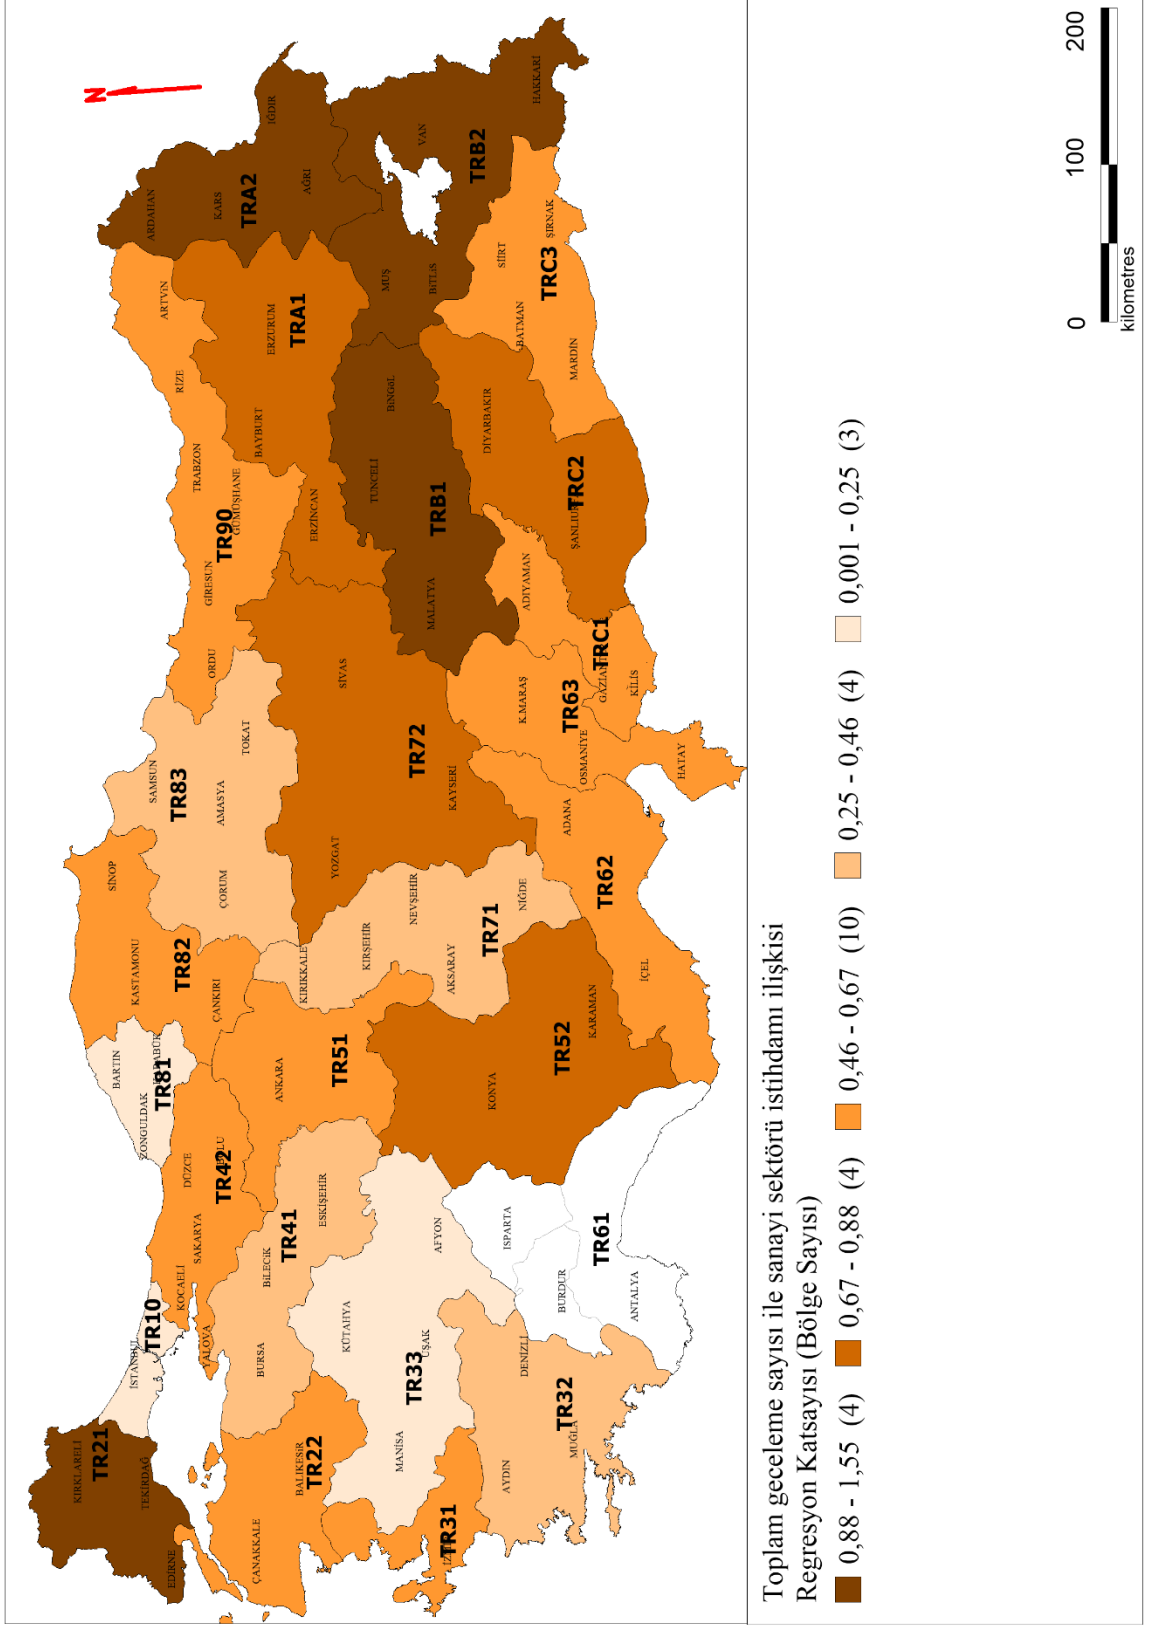 N
KIRKLARELİ
TR21
TEKİRDAĞ
EDİRNE
İSTANBUL
TR10
KOCAELİ
YALOVA
SAKARYA
DÜZCE
TR42
ZONGULDAK
BARTIN
TR81
KASTAMONU
SİNOP
TR82
ÇANKIRI
SAMSUN
TR83
TOKAT
AMASYA
ÇORUM
ORDU
GİRESUN
TR90
TRABZON
GÜMÜŞHANE
RİZE
ARTVİN
ARDAHAN
KARS
TRA2
IĞDIR
AĞRI
ERZURUM
TRA1
BAYBURT
ERZİNCAN
ÇANAKKALE
BALIKESİR
TR22
BURSA
BİLECİK
TR41
ESKİŞEHİR
ANKARA
TR51
KIRIKKALE
KIRŞEHİR
NEVŞEHİR
AKSARAY
TR71
NİĞDE
YOZGAT
SİVAS
TR72
KAYSERİ
MALATYA
TRB1
TUNCELİ
BİNGöL
MUŞ
BİTLİS
VAN
TRB2
HAKKARİ
TR31
MANİSA
TR33
UŞAK
KÜTAHYA
AFYON
AYDIN
DENİZLİ
TR32
MUĞLA
ISPARTA
BURDUR
TR61
ANTALYA
KONYA
TR52
KARAMAN
İÇEL
TR62
ADANA
OSMANİYE
HATAY
K.MARAŞ
TR63
KİLİS
TRC1
ADIYAMAN
TRC2
DİYARBAKIR
MARDİN
BATMAN
TRC3
SİİRT
ŞIRNAK
Toplam geceleme sayısı ile sanayi sektörü istihdamı ilişkisi
Regresyon Katsayısı (Bölge Sayısı)
0,88 - 1,55 (4)
0,67 - 0,88 (4)
0,46 - 0,67 (10)
0,25 - 0,46 (4)
0,001 - 0,25 (3)
0 100 200
kilometres